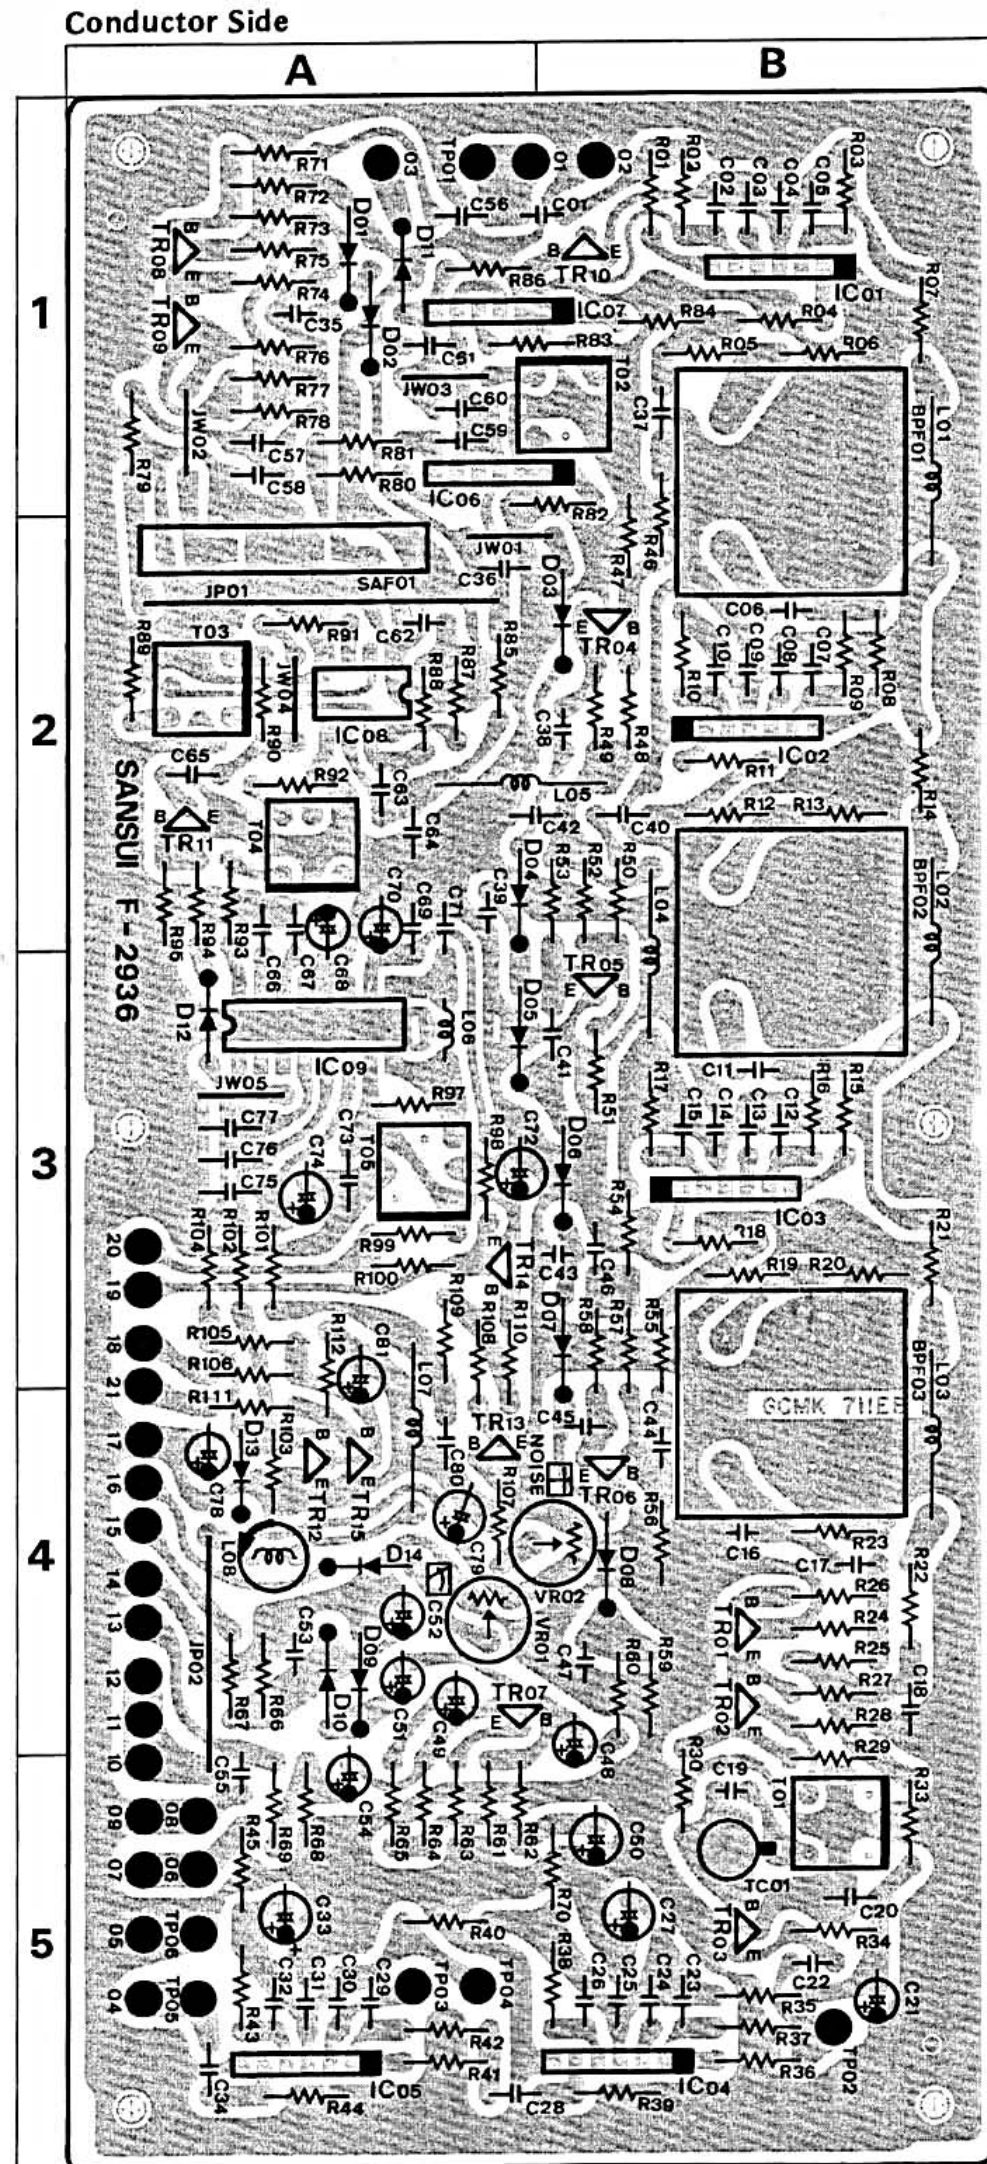 Conductor Side
A B
1
R71
R72
R73
R75
R74
C35
R76
R77
R78
C57
C58
R79
JW02
TR08 B E
TR09 B E
03
TP01
01
02
D01
D11
D02
C56
C01
R86
IC07
C61
JW03
C60
C59
R81
R80
IC06
R83
T02
R82
B E
TR10
R01
R02
C02
C03
C04
C05
R03
IC01
R07
R84
R04
R05
R06
C37
L01
BPF01
R46
R47
2
SAF01
JP01
JW01
C36
D03
E B
TR04
R89
T03
R91
C62
R85
JW04
R90
IC08
R88
R87
C38
R49
R48
C06
R10
C10
C09
C08
C07
R09
R08
IC02
R11
R14
C65
R92
C63
L05
C42
C40
R12
R13
B E
TR11
T04
C64
SANSUI F-2936
R95
R94
R93
C66
C67
C68
C70
C69
C71
C39
D04
R53
R52
R50
L04
L02
BPF02
3
D12
IC09
L06
D05
TR05
E B
C41
R51
JW05
C77
C76
C75
C74
C73
T05
R97
R98
C72
D06
R54
R17
C11
C15
C14
C13
C12
R16
R15
IC03
R18
R19
R20
R21
20
19
18
21
R104
R102
R101
R99
R100
E
TR14
B
C43
C46
R105
R106
R111
R112
C81
R109
R108
R110
D07
R58
R57
R55
L07
L03
BPF03
4
17
16
15
14
13
12
11
10
C78
D13
R103
B E
TR12
B E
TR15
C80
TR13
B E
NOISE
C45
C44
E B
TR06
R107
C79
R56
L08
D14
C52
VR02
VR01
D08
C16
R23
C17
R26
R24
R25
R27
R28
R29
R22
C18
TR01 B E
TR02 B E
JP02
R67
R66
C53
D10
D09
C51
C49
TR07
E B
C47
R60
R59
C48
R30
C55
C54
C19
T01
R33
5
09 08
07 06
05 TP06
04 TP05
R45
R69
R68
R65
R64
R63
R61
R62
C50
R70
TC01
C20
C33
R40
C27
TR03 B E
R34
R43
C32
C31
C30
C29
TP03
TP04
R38
C26
C25
C24
C23
C22
C21
R35
R37
R36
TP02
R42
R41
C34
IC05
R44
C28
R39
IC04